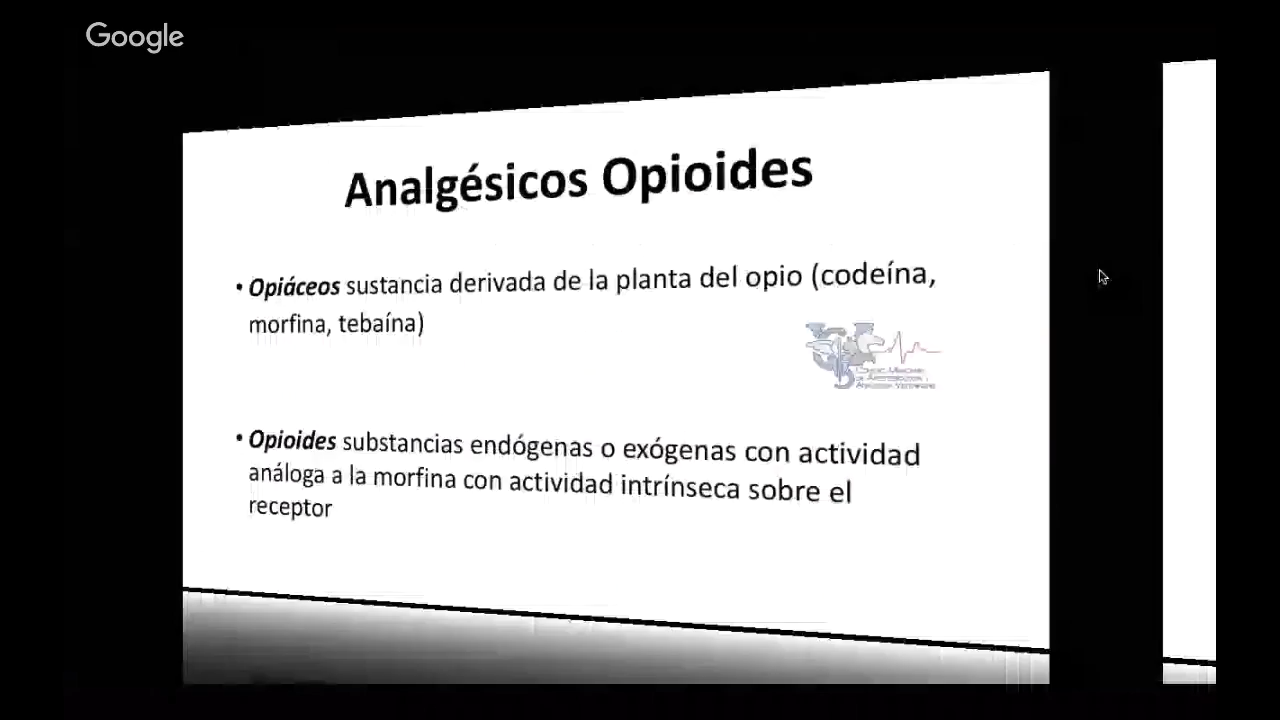 Google
Analgésicos Opioides
• Opiáceos sustancia derivada de la planta del opio (codeína,
morfina, tebaína)
• Opioides substancias endógenas o exógenas con actividad
análoga a la morfina con actividad intrínseca sobre el
receptor